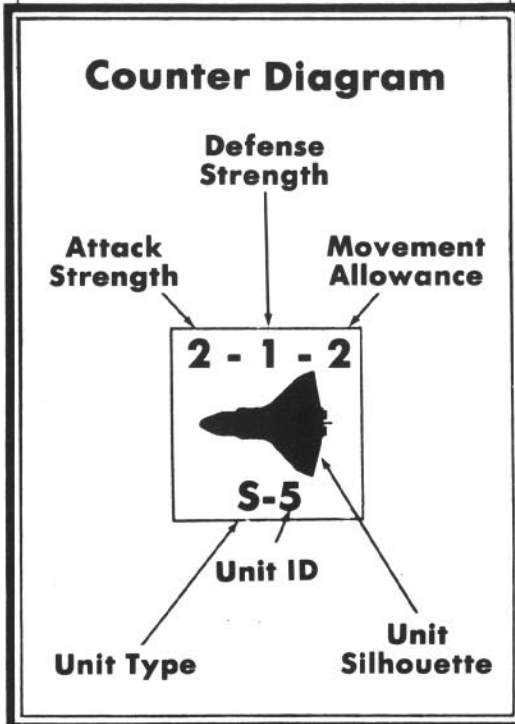 Counter Diagram
Defense
Strength
Attack
Strength
Movement
Allowance
2 - 1 - 2
S-5
Unit ID
Unit Type
Unit
Silhouette